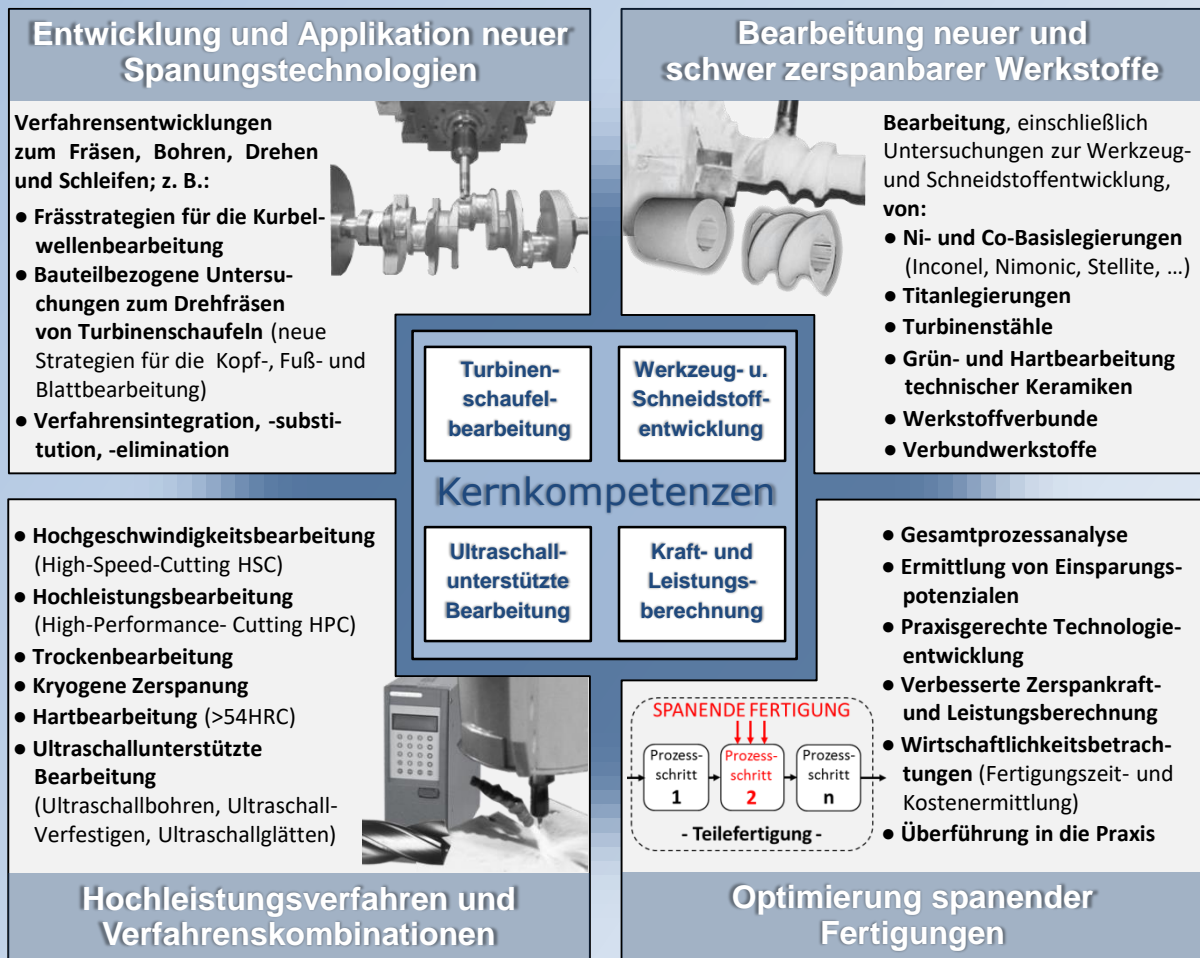 Entwicklung und Applikation neuer
Spanungstechnologien
Verfahrensentwicklungen
zum Fräsen, Bohren, Drehen
und Schleifen; z. B.:
● Frässtrategien für die Kurbel-
wellenbearbeitung
● Bauteilbezogene Untersu-
chungen zum Drehfräsen
von Turbinenschaufeln (neue
Strategien für die Kopf-, Fuß- und
Blattbearbeitung)
● Verfahrensintegration, -substi-
tution, -elimination
Bearbeitung neuer und
schwer zerspanbarer Werkstoffe
Bearbeitung, einschließlich
Untersuchungen zur Werkzeug-
und Schneidstoffentwicklung,
von:
● Ni- und Co-Basislegierungen
(Inconel, Nimonic, Stellite, ...)
● Titanlegierungen
● Turbinenstähle
● Grün- und Hartbearbeitung
technischer Keramiken
● Werkstoffverbunde
● Verbundwerkstoffe
Turbinen-
schaufel-
bearbeitung
Werkzeug- u.
Schneidstoff-
entwicklung
Kernkompetenzen
Ultraschall-
unterstützte
Bearbeitung
Kraft- und
Leistungs-
berechnung
● Hochgeschwindigkeitsbearbeitung
(High-Speed-Cutting HSC)
● Hochleistungsbearbeitung
(High-Performance- Cutting HPC)
● Trockenbearbeitung
● Kryogene Zerspanung
● Hartbearbeitung (>54HRC)
● Ultraschallunterstützte
Bearbeitung
(Ultraschallbohren, Ultraschall-
Verfestigen, Ultraschallglätten)
Hochleistungsverfahren und
Verfahrenskombinationen
● Gesamtprozessanalyse
● Ermittlung von Einsparungs-
potenzialen
● Praxisgerechte Technologie-
entwicklung
● Verbesserte Zerspankraft-
und Leistungsberechnung
● Wirtschaftlichkeitsbetrach-
tungen (Fertigungszeit- und
Kostenermittlung)
● Überführung in die Praxis
SPANENDE FERTIGUNG
Prozess-
schritt
1
Prozess-
schritt
2
Prozess-
schritt
n
- Teilefertigung -
Optimierung spanender
Fertigungen